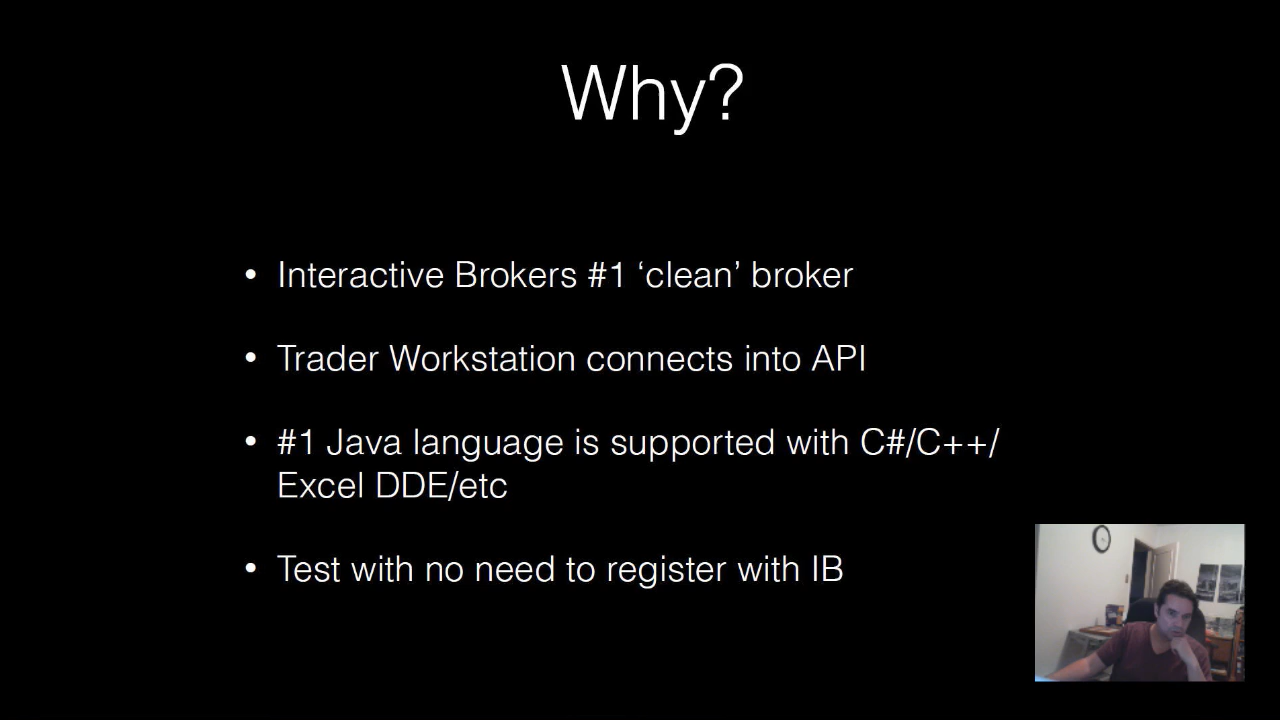 Why?
• Interactive Brokers #1 ‘clean’ broker
• Trader Workstation connects into API
• #1 Java language is supported with C#/C++/
Excel DDE/etc
• Test with no need to register with IB